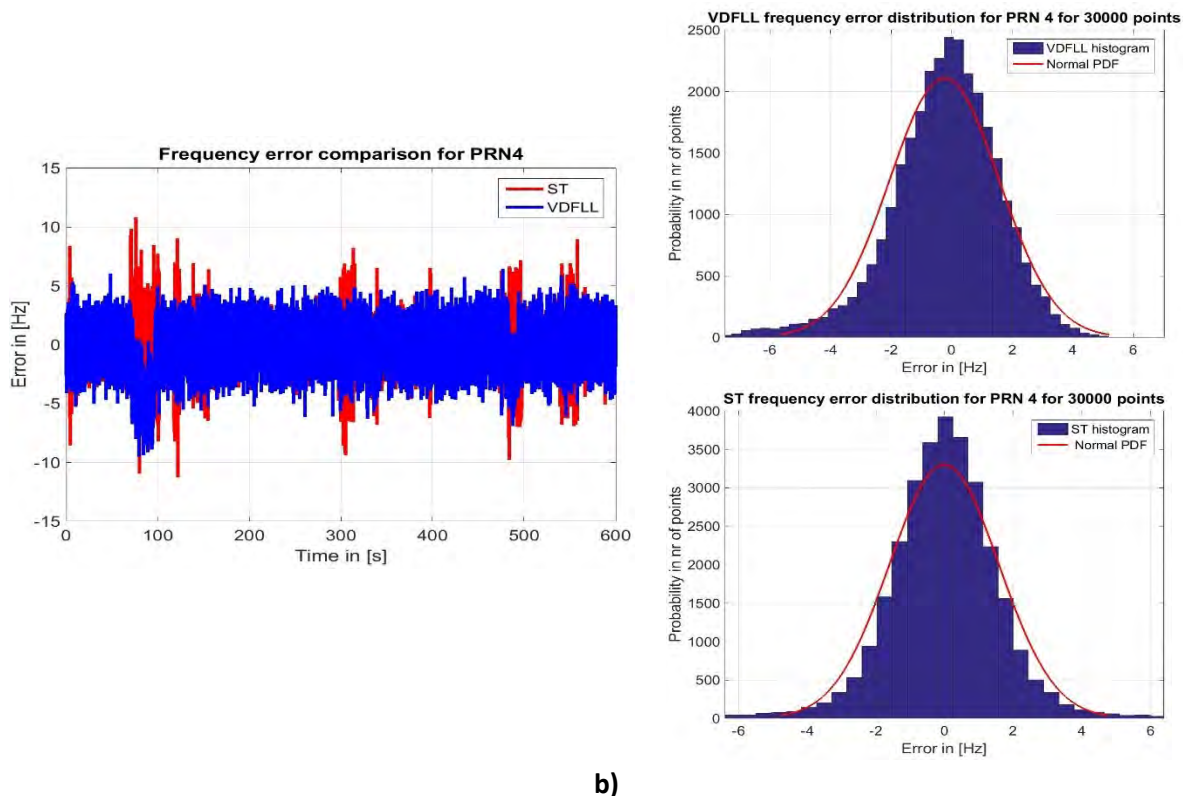 Frequency error comparison for PRN4
15
10
5
0
-5
-10
-15
Error in [Hz]
ST
VDFLL
0 100 200 300 400 500 600
Time in [s]
VDFLL frequency error distribution for PRN 4 for 30000 points
2500
2000
1500
1000
500
0
Probability in nr of points
VDFLL histogram
Normal PDF
-6 -4 -2 0 2 4 6
Error in [Hz]
ST frequency error distribution for PRN 4 for 30000 points
4000
3500
3000
2500
2000
1500
1000
500
0
Probability in nr of points
ST histogram
Normal PDF
-6 -4 -2 0 2 4 6
Error in [Hz]
b)